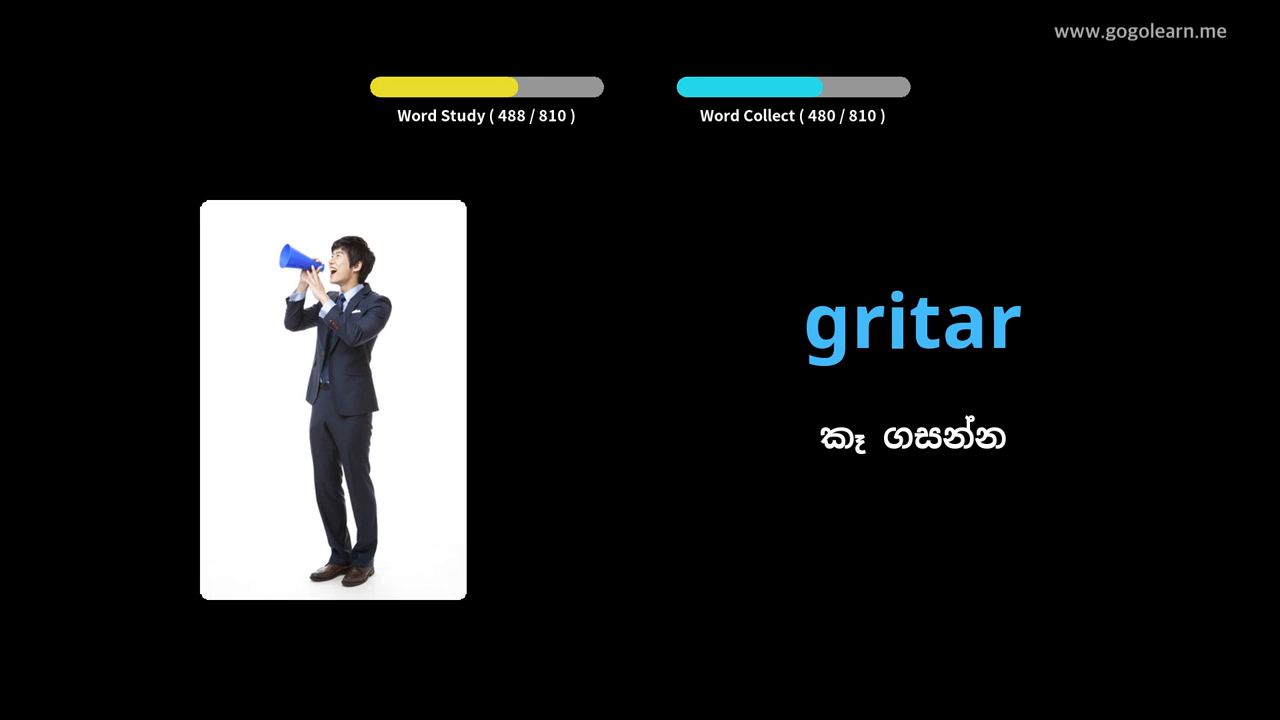 www.gogolearn.me
Word Study ( 488 / 810 )
Word Collect ( 480 / 810 )
gritar
කෑ ගසන්න